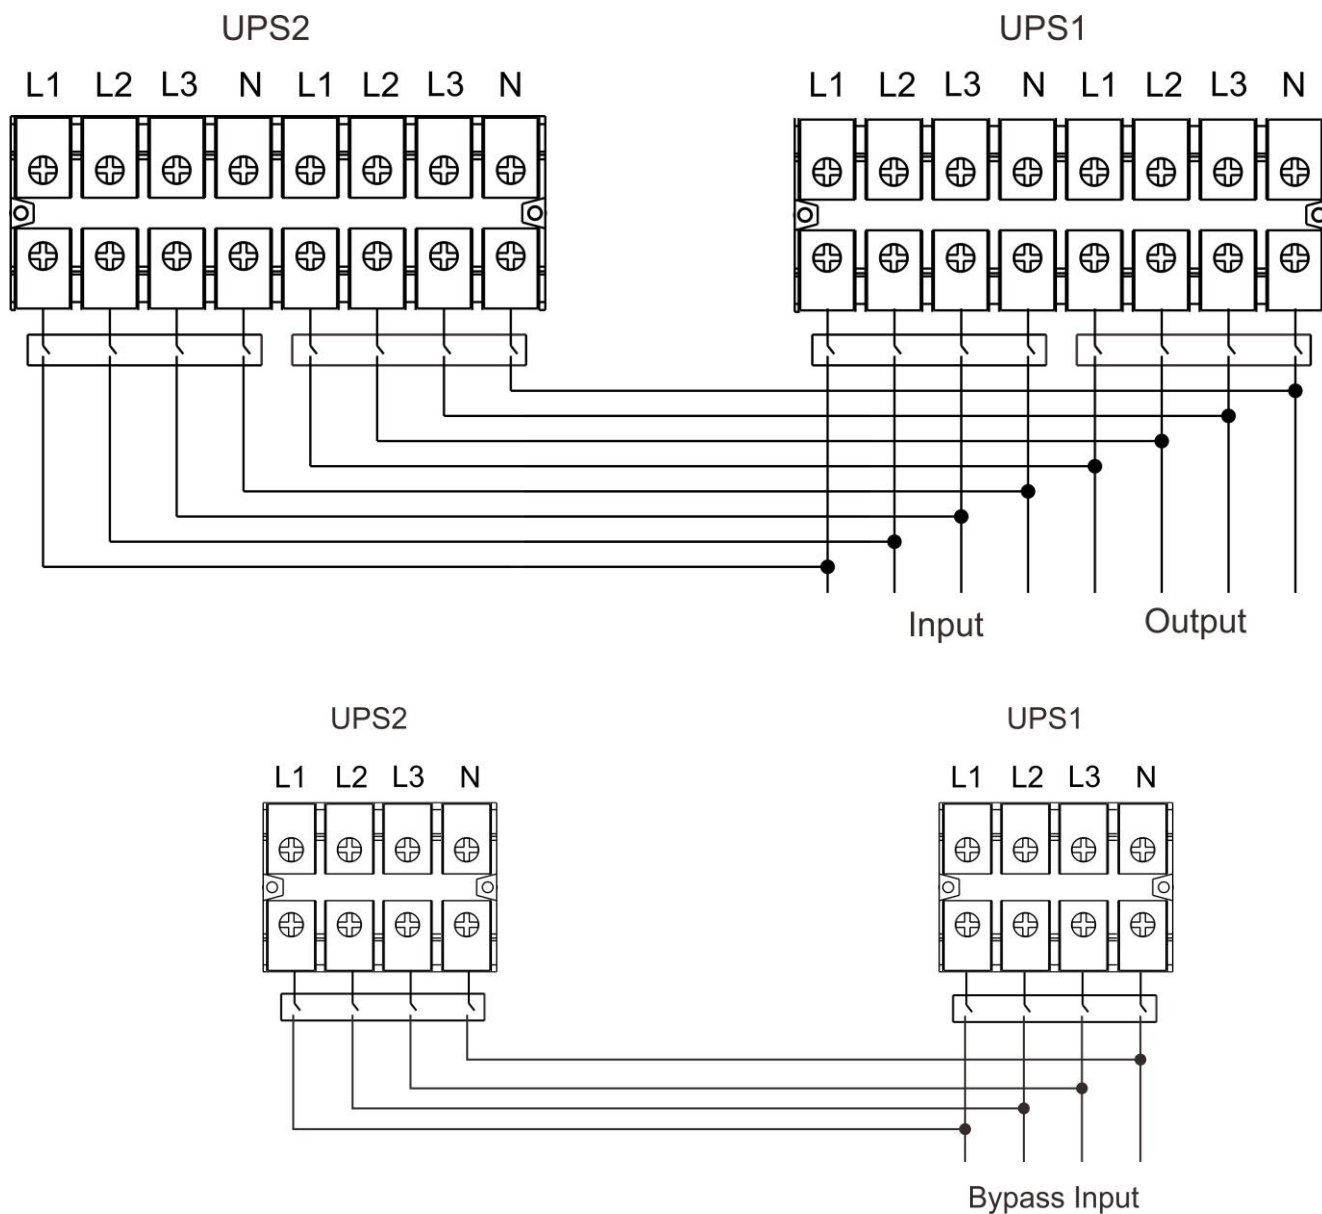 UPS2 UPS1
L1 L2 L3 N L1 L2 L3 N L1 L2 L3 N L1 L2 L3 N
Input Output
UPS2 UPS1
L1 L2 L3 N L1 L2 L3 N
Bypass Input